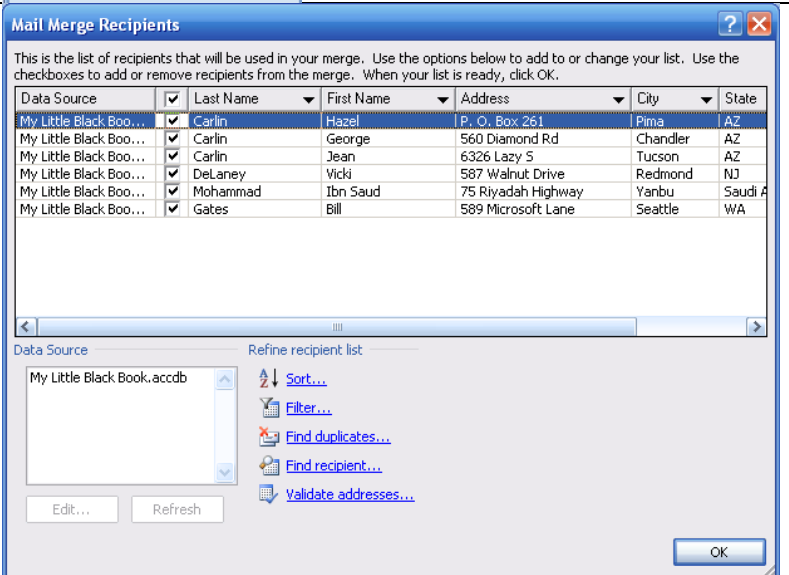 Mail Merge Recipients
This is the list of recipients that will be used in your merge. Use the options below to add to or change your list. Use the
checkboxes to add or remove recipients from the merge. When your list is ready, click OK.
Data Source Last Name First Name Address City State
My Little Black Boo... Carlin Hazel P. O. Box 261 Pima AZ
My Little Black Boo... Carlin George 560 Diamond Rd Chandler AZ
My Little Black Boo... Carlin Jean 6326 Lazy S Tucson AZ
My Little Black Boo... DeLaney Vicki 587 Walnut Drive Redmond NJ
My Little Black Boo... Mohammad Ibn Saud 75 Riyadah Highway Yanbu Saudi A
My Little Black Boo... Gates Bill 589 Microsoft Lane Seattle WA
Data Source Refine recipient list
My Little Black Book.accdb
Sort...
Filter...
Find duplicates...
Find recipient...
Validate addresses...
Edit... Refresh
OK